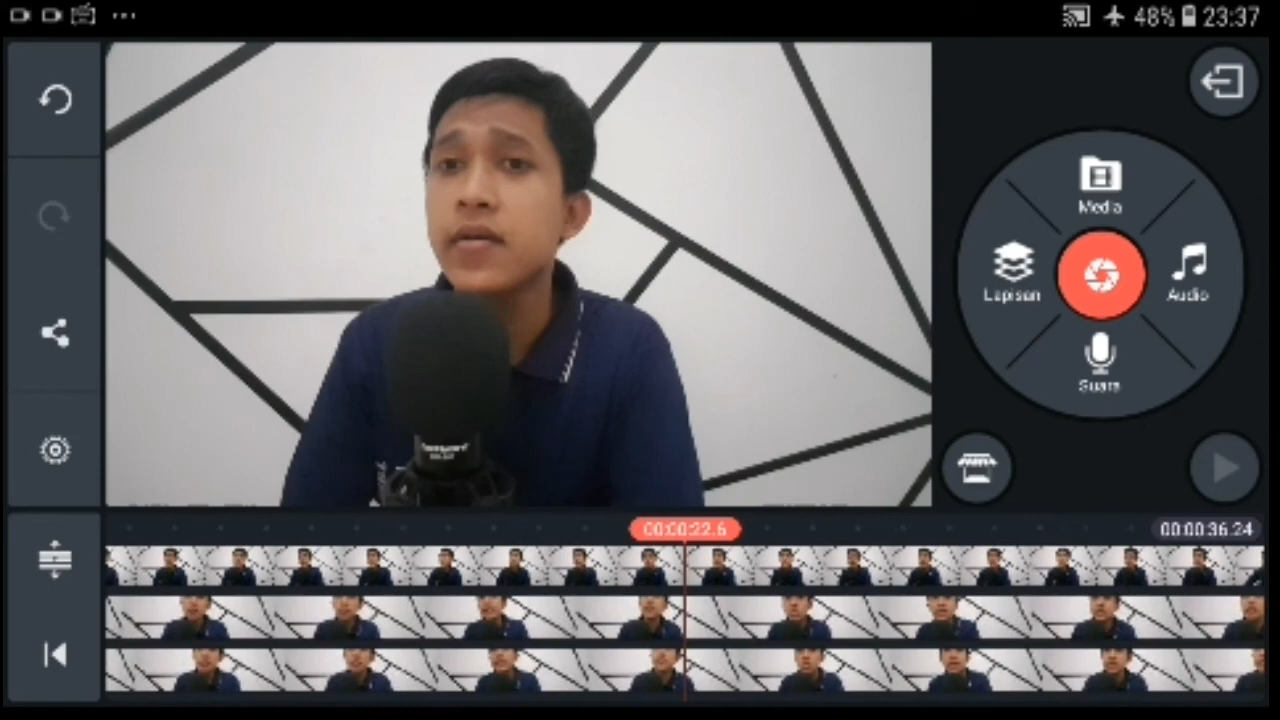 48% 23:37
Media
Lapisan
Audio
Suara
00:00:22.6
00:00:36.24